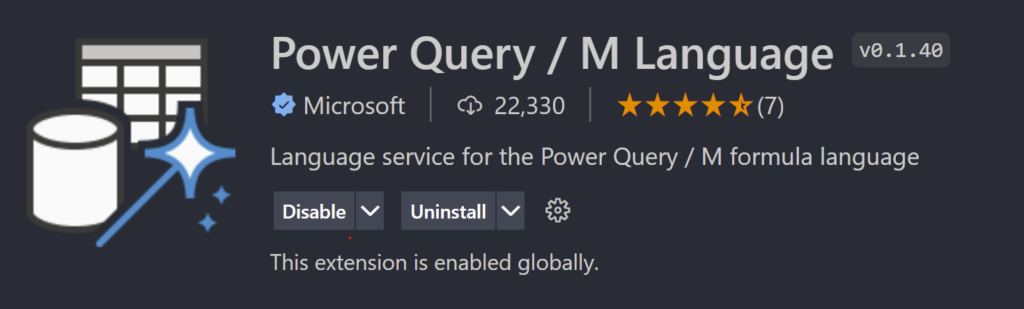 Power Query / M Language v0.1.40
Microsoft 22,330 (7)
Language service for the Power Query / M formula language
Disable Uninstall
This extension is enabled globally.